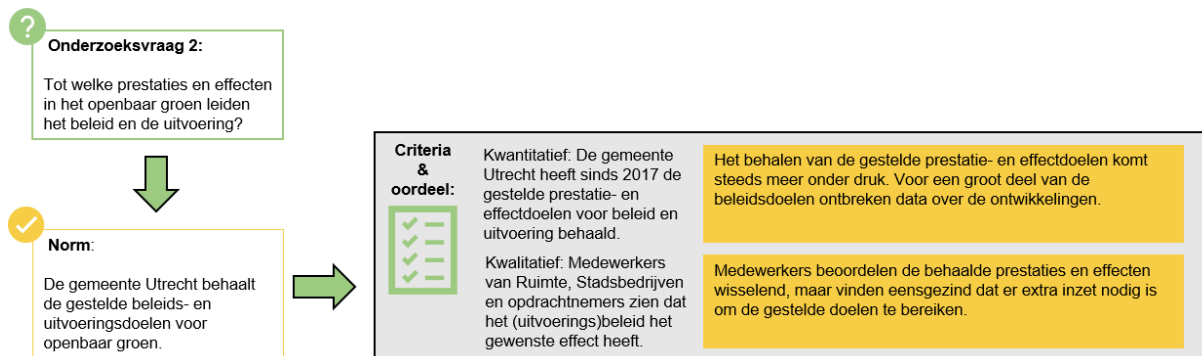 ?
Onderzoeksvraag 2:
Tot welke prestaties en effecten
in het openbaar groen leiden
het beleid en de uitvoering?
Norm:
De gemeente Utrecht behaalt
de gestelde beleids- en
uitvoeringsdoelen voor
openbaar groen.
Criteria
&
oordeel:
Kwantitatief: De gemeente
Utrecht heeft sinds 2017 de
gestelde prestatie- en
effectdoelen voor beleid en
uitvoering behaald.
Het behalen van de gestelde prestatie- en effectdoelen komt
steeds meer onder druk. Voor een groot deel van de
beleidsdoelen ontbreken data over de ontwikkelingen.
Kwalitatief: Medewerkers
van Ruimte, Stadsbedrijven
en opdrachtnemers zien dat
het (uitvoerings)beleid het
gewenste effect heeft.
Medewerkers beoordelen de behaalde prestaties en effecten
wisselend, maar vinden eensgezind dat er extra inzet nodig is
om de gestelde doelen te bereiken.